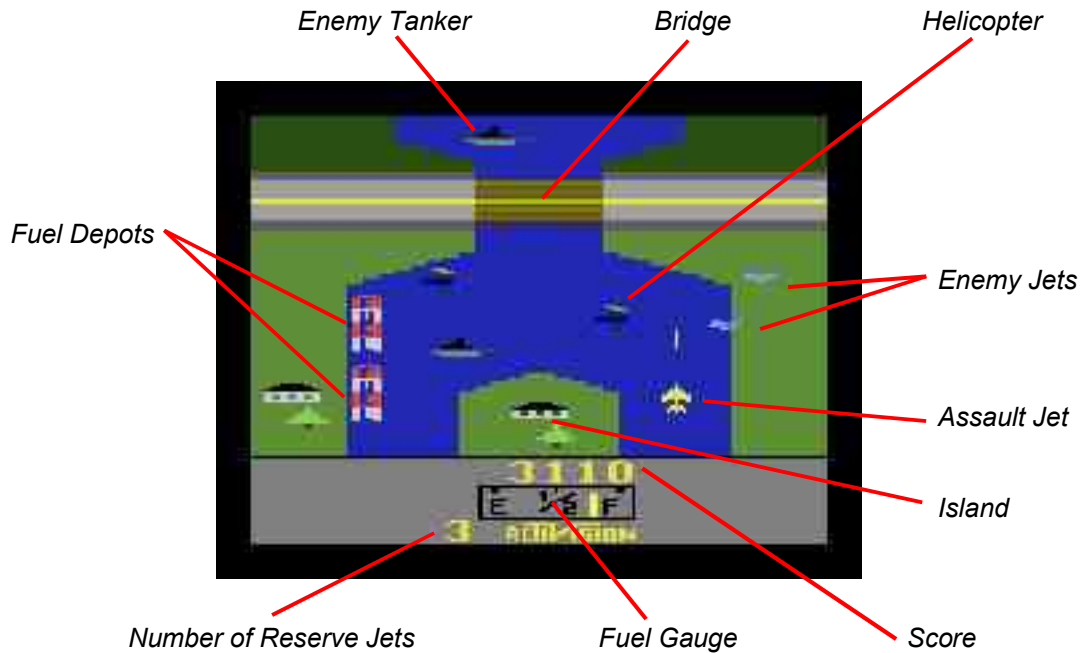 Enemy Tanker
Bridge
Helicopter
Fuel Depots
Enemy Jets
Assault Jet
Island
3110
E 1/2 F
3 ACTIVISION
Number of Reserve Jets
Fuel Gauge
Score